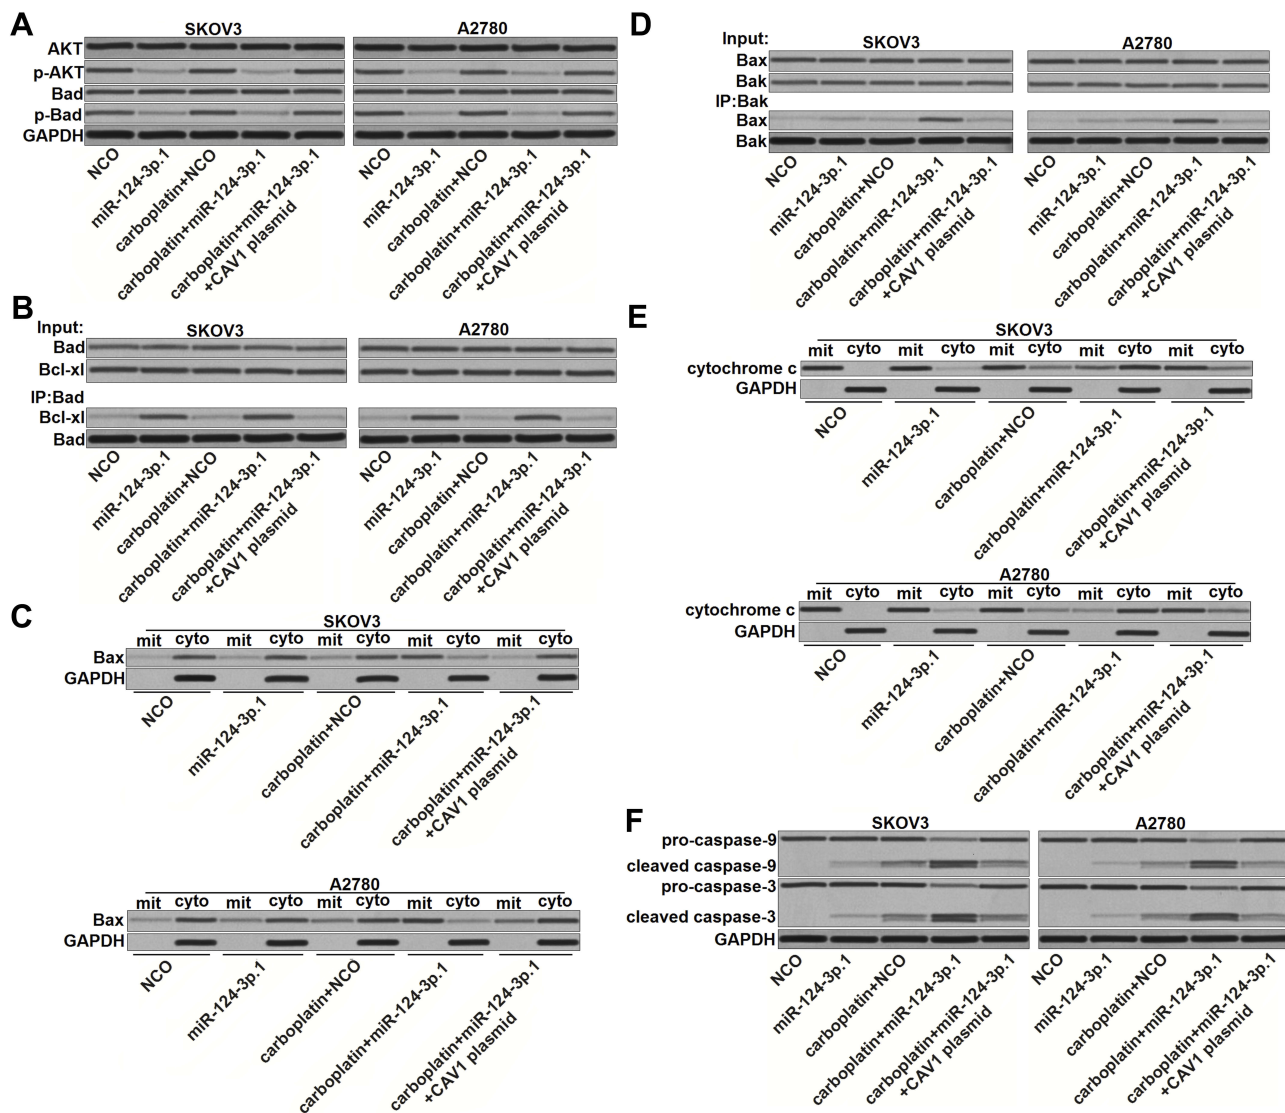 A
SKOV3
A2780
AKT
p-AKT
Bad
p-Bad
GAPDH
NCO
miR-124-3p.1
carboplatin+NCO
carboplatin+miR-124-3p.1
carboplatin+miR-124-3p.1
+CAV1 plasmid
NCO
miR-124-3p.1
carboplatin+NCO
carboplatin+miR-124-3p.1
carboplatin+miR-124-3p.1
+CAV1 plasmid
B
Input:
SKOV3
A2780
Bad
Bcl-xl
IP:Bad
Bcl-xl
Bad
NCO
miR-124-3p.1
carboplatin+NCO
carboplatin+miR-124-3p.1
carboplatin+miR-124-3p.1
+CAV1 plasmid
NCO
miR-124-3p.1
carboplatin+NCO
carboplatin+miR-124-3p.1
carboplatin+miR-124-3p.1
+CAV1 plasmid
C
SKOV3
mit cyto mit cyto mit cyto mit cyto mit cyto
Bax
GAPDH
NCO
miR-124-3p.1
carboplatin+NCO
carboplatin+miR-124-3p.1
carboplatin+miR-124-3p.1
+CAV1 plasmid
A2780
mit cyto mit cyto mit cyto mit cyto mit cyto
Bax
GAPDH
NCO
miR-124-3p.1
carboplatin+NCO
carboplatin+miR-124-3p.1
carboplatin+miR-124-3p.1
+CAV1 plasmid
D
Input:
SKOV3
A2780
Bax
Bak
IP:Bak
Bax
Bak
NCO
miR-124-3p.1
carboplatin+NCO
carboplatin+miR-124-3p.1
carboplatin+miR-124-3p.1
+CAV1 plasmid
NCO
miR-124-3p.1
carboplatin+NCO
carboplatin+miR-124-3p.1
carboplatin+miR-124-3p.1
+CAV1 plasmid
E
SKOV3
mit cyto mit cyto mit cyto mit cyto mit cyto
cytochrome c
GAPDH
NCO
miR-124-3p.1
carboplatin+NCO
carboplatin+miR-124-3p.1
carboplatin+miR-124-3p.1
+CAV1 plasmid
A2780
mit cyto mit cyto mit cyto mit cyto mit cyto
cytochrome c
GAPDH
NCO
miR-124-3p.1
carboplatin+NCO
carboplatin+miR-124-3p.1
carboplatin+miR-124-3p.1
+CAV1 plasmid
F
SKOV3
A2780
pro-caspase-9
cleaved caspase-9
pro-caspase-3
cleaved caspase-3
GAPDH
NCO
miR-124-3p.1
carboplatin+NCO
carboplatin+miR-124-3p.1
carboplatin+miR-124-3p.1
+CAV1 plasmid
NCO
miR-124-3p.1
carboplatin+NCO
carboplatin+miR-124-3p.1
carboplatin+miR-124-3p.1
+CAV1 plasmid